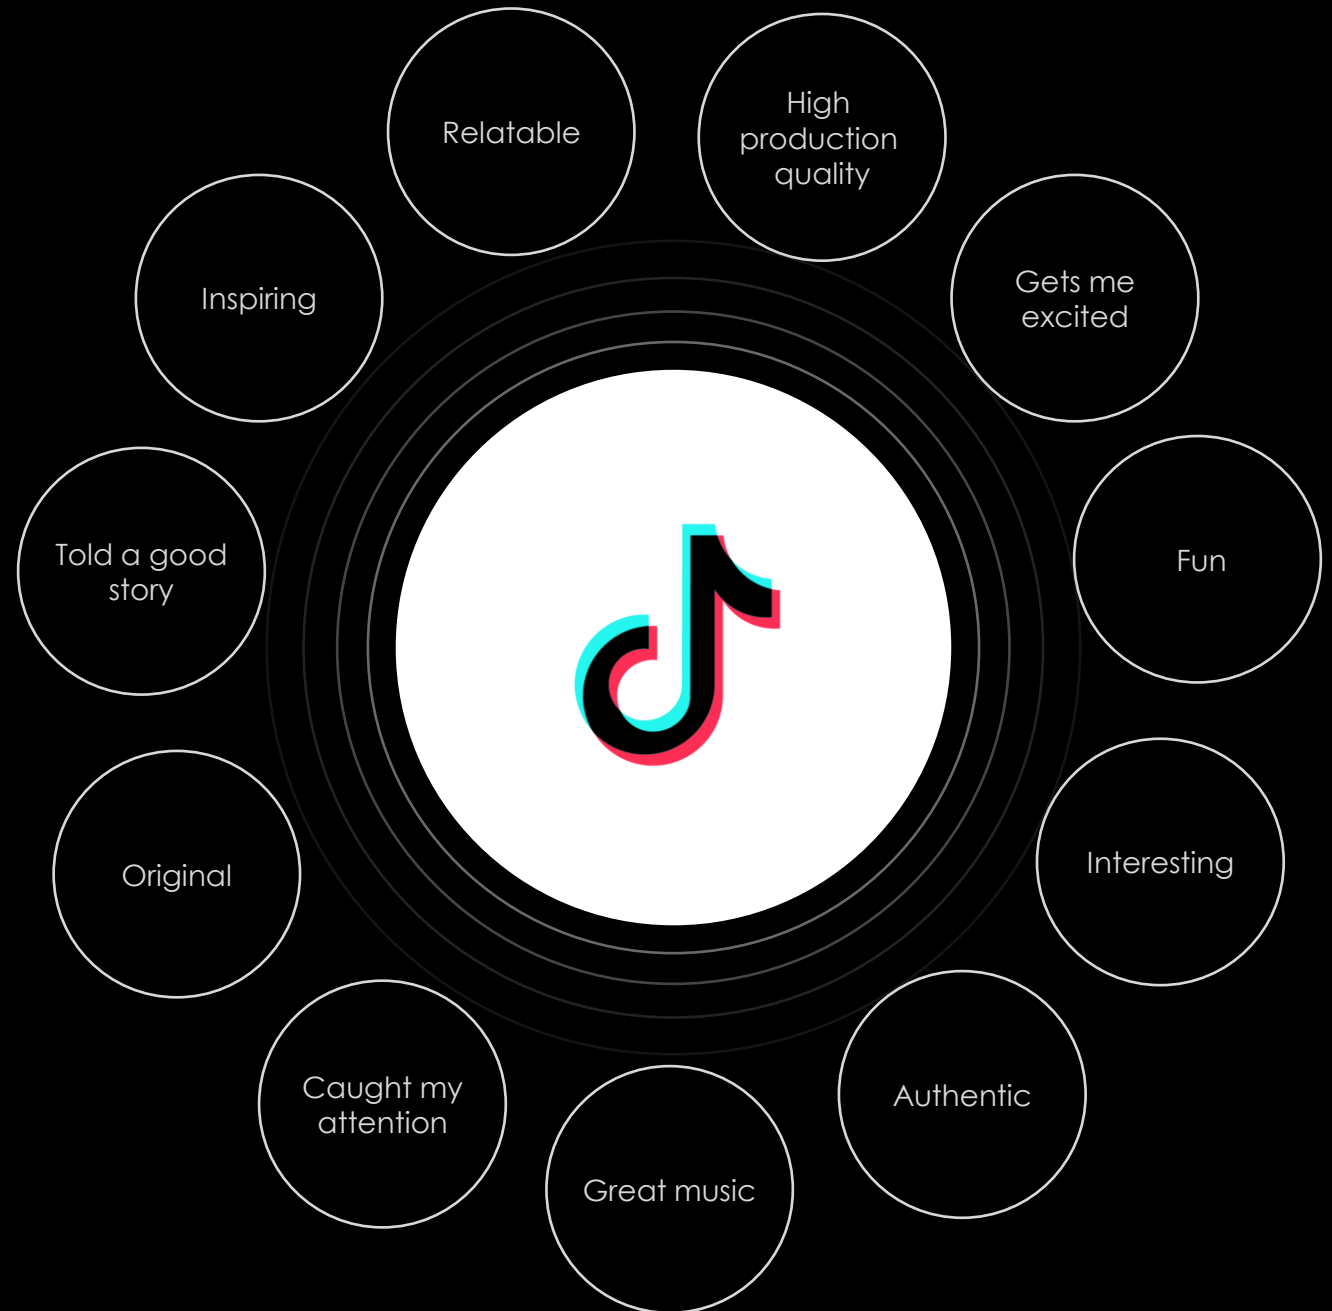 Relatable
High
production
quality
Inspiring
Gets me
excited
Told a good
story
Fun
Original
Interesting
Caught my
attention
Authentic
Great music